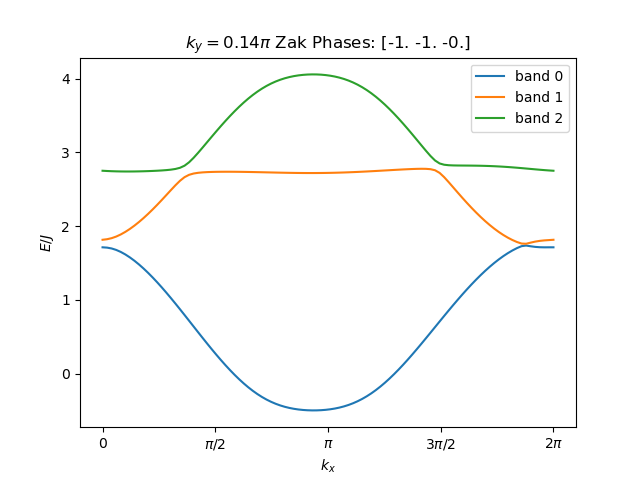 $k_y = 0.14\pi$ Zak Phases: [-1. -1. -0.]
band 0
band 1
band 2
4
3
2
1
0
E/J
0 π/2 π 3π/2 2π
$k_x$